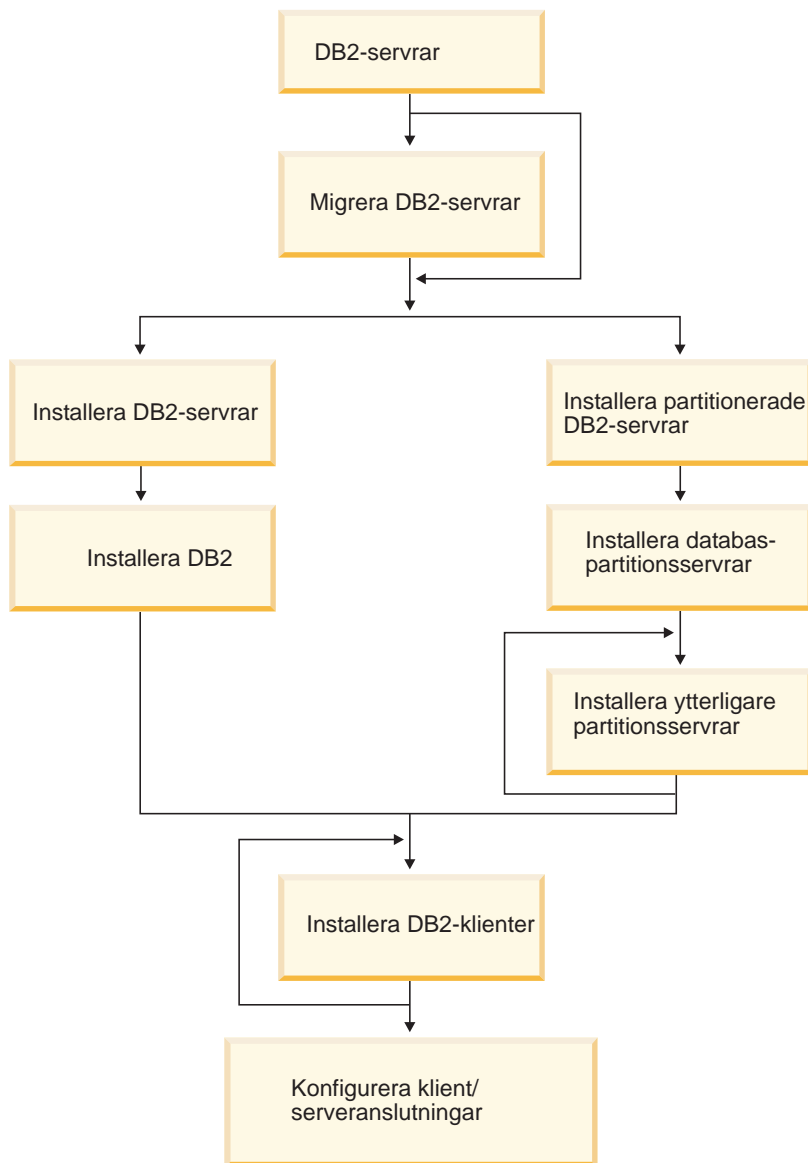 DB2-servrar
Migrera DB2-servrar
Installera DB2-servrar
Installera partitionerade
DB2-servrar
Installera DB2
Installera databas-
partitionsservrar
Installera ytterligare
partitionsservrar
Installera DB2-klienter
Konfigurera klient/
serveranslutningar